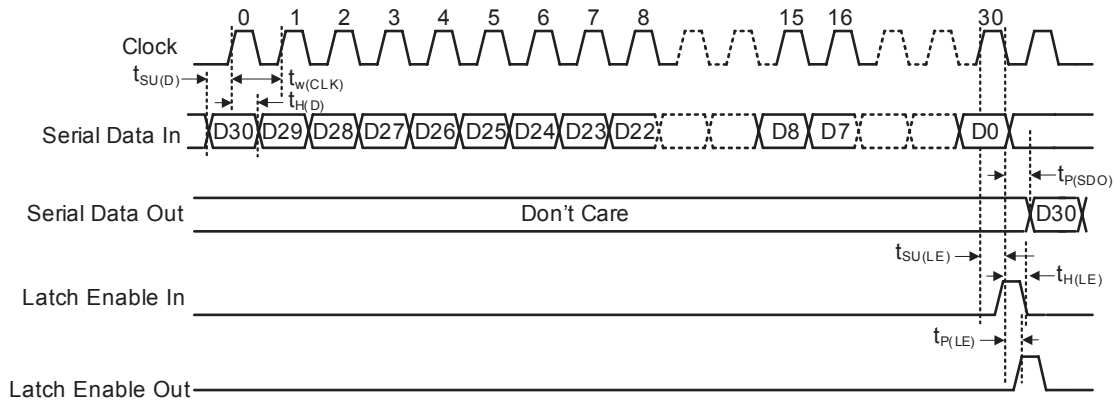 0 1 2 3 4 5 6 7 8 15 16 30
Clock
tSU(D) tw(CLK)
tH(D)
Serial Data In D30 D29 D28 D27 D26 D25 D24 D23 D22 D8 D7 D0
tP(SDO)
Serial Data Out Don't Care D30
tSU(LE)
tH(LE)
Latch Enable In
tP(LE)
Latch Enable Out